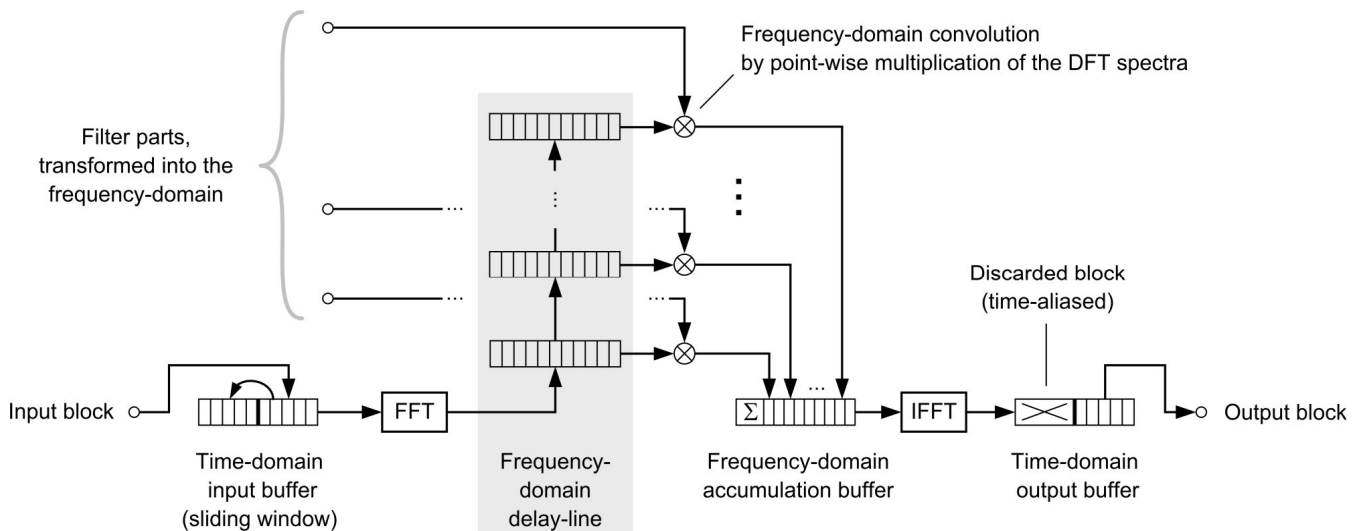 Frequency-domain convolution
by point-wise multiplication of the DFT spectra
Filter parts,
transformed into the
frequency-domain
...
...
...
...
...
Discarded block
(time-aliased)
Input block
FFT
Σ
...
IFFT
Output block
Time-domain
input buffer
(sliding window)
Frequency-
domain
delay-line
Frequency-domain
accumulation buffer
Time-domain
output buffer